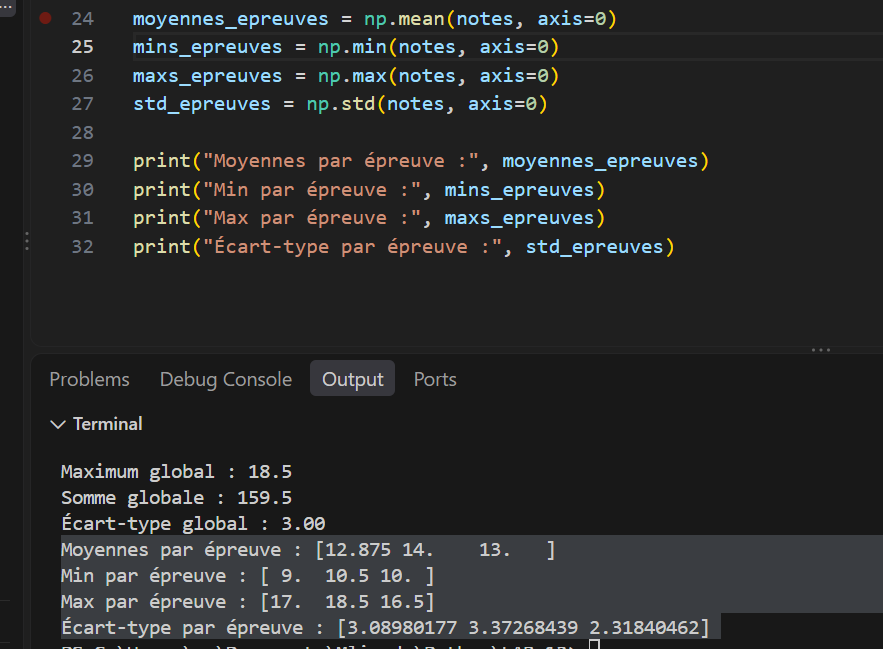 24 moyennes_epreuves = np.mean(notes, axis=0)
25 mins_epreuves = np.min(notes, axis=0)
26 maxs_epreuves = np.max(notes, axis=0)
27 std_epreuves = np.std(notes, axis=0)
28
29 print("Moyennes par épreuve :", moyennes_epreuves)
30 print("Min par épreuve :", mins_epreuves)
31 print("Max par épreuve :", maxs_epreuves)
32 print("Écart-type par épreuve :", std_epreuves)
Problems Debug Console Output Ports
Terminal
Maximum global : 18.5
Somme globale : 159.5
Écart-type global : 3.00
Moyennes par épreuve : [12.875 14.    13.   ]
Min par épreuve : [ 9.  10.5 10. ]
Max par épreuve : [17.  18.5 16.5]
Écart-type par épreuve : [3.08980177 3.37268439 2.31840462]